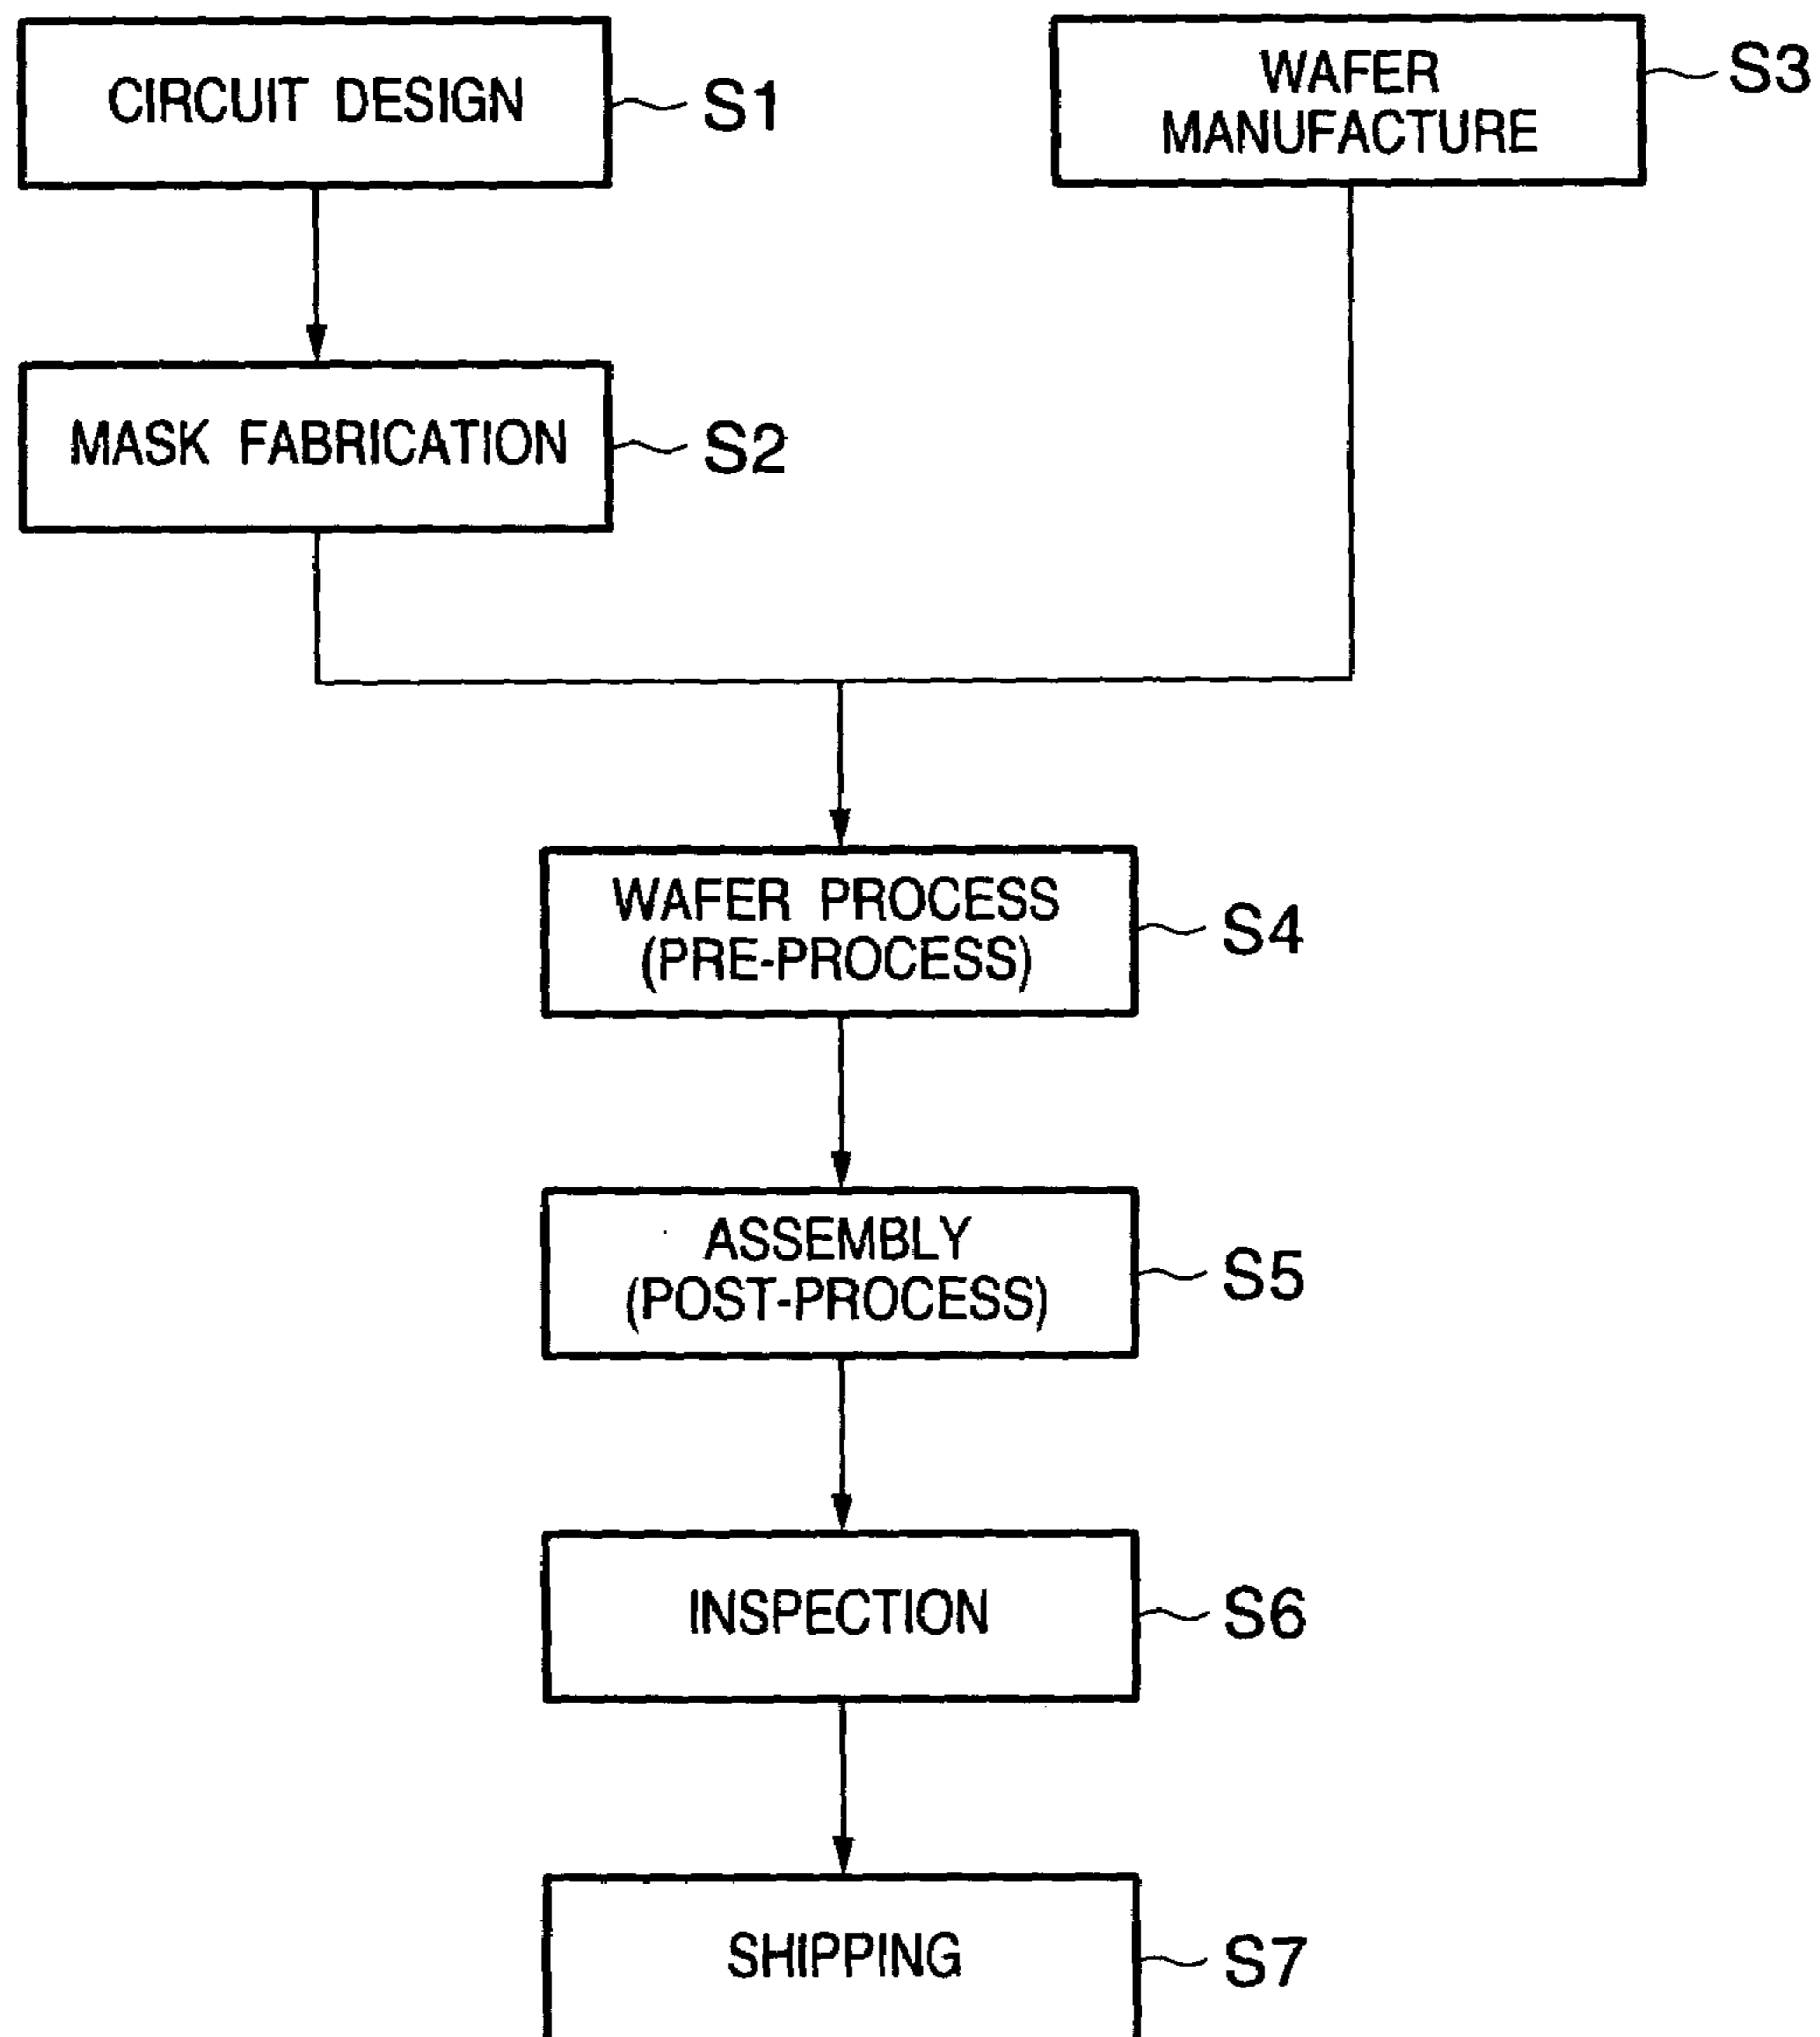 CIRCUIT DESIGN
S1
WAFER
MANUFACTURE
S3
MASK FABRICATION
S2
WAFER PROCESS
(PRE-PROCESS)
S4
ASSEMBLY
(POST-PROCESS)
S5
INSPECTION
S6
SHIPPING
S7